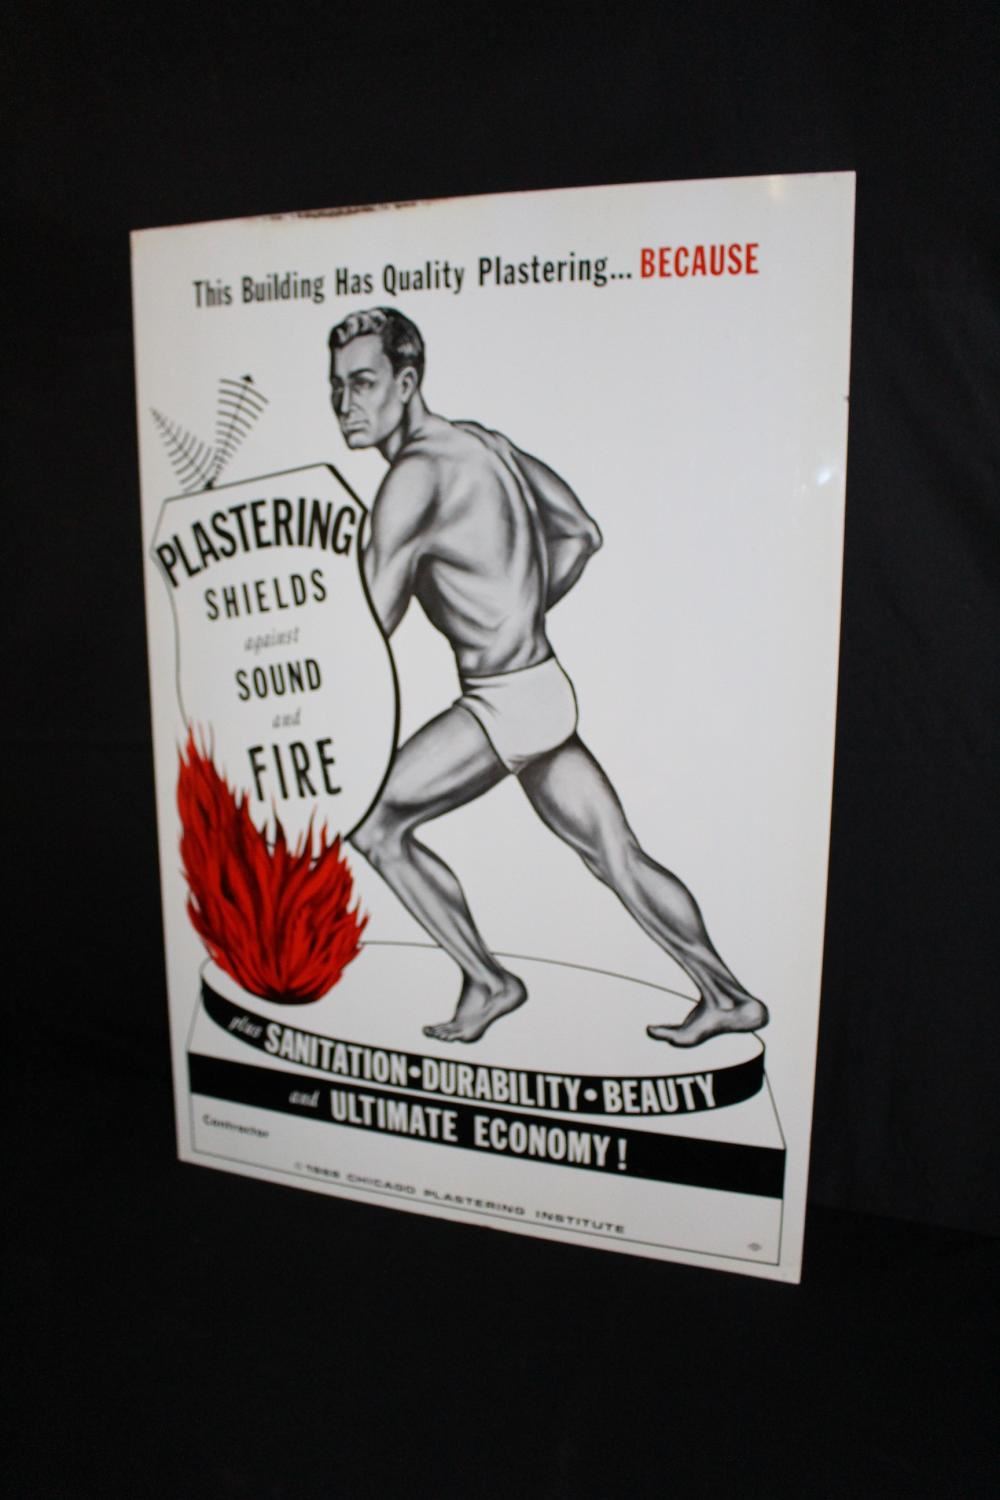 This Building Has Quality Plastering... BECAUSE
PLASTERING
SHIELDS
against
SOUND
and
FIRE
plus SANITATION•DURABILITY•BEAUTY
and ULTIMATE ECONOMY!
Contractor
CHICAGO PLASTERING INSTITUTE